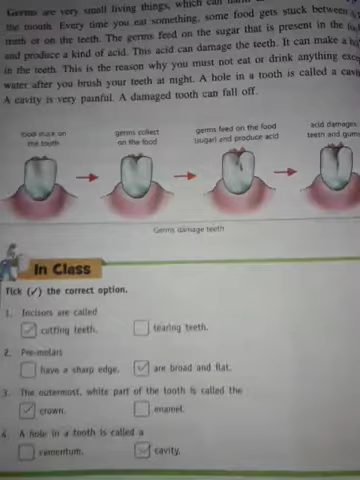 Germs are very small living things, which can
the mouth. Every time you eat something, some food gets stuck between
teeth or on the teeth. The germs feed on the sugar that is present in the
and produce a kind of acid. This acid can damage the teeth. It can make a
in the teeth. This is the reason why you must not eat or drink anything
water after you brush your teeth at night. A hole in a tooth is called a
A cavity is very painful. A damaged tooth can fall off.
food stuck on
the tooth
germs collect
on the food
germs feed on the food
(sugar) and produce acid
acid damages
teeth and gums
Germs damage teeth
In Class
Tick (✓) the correct option.
1. Incisors are called
cutting teeth.
tearing teeth.
2. Pre-molars
have a sharp edge.
are broad and flat.
3. The outermost, white part of the tooth is called the
crown.
enamel.
4. A hole in a tooth is called a
cementum.
cavity.